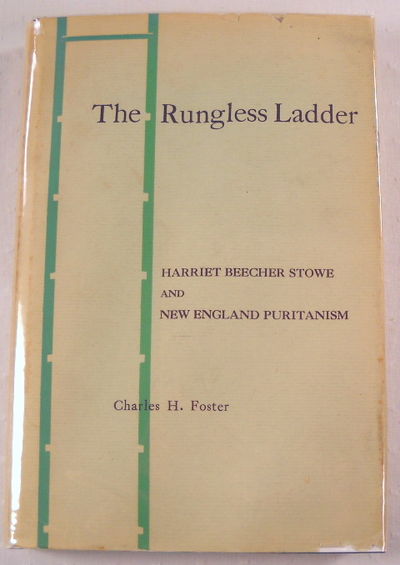 The Rungless Ladder
HARRIET BEECHER STOWE
AND
NEW ENGLAND PURITANISM
Charles H. Foster